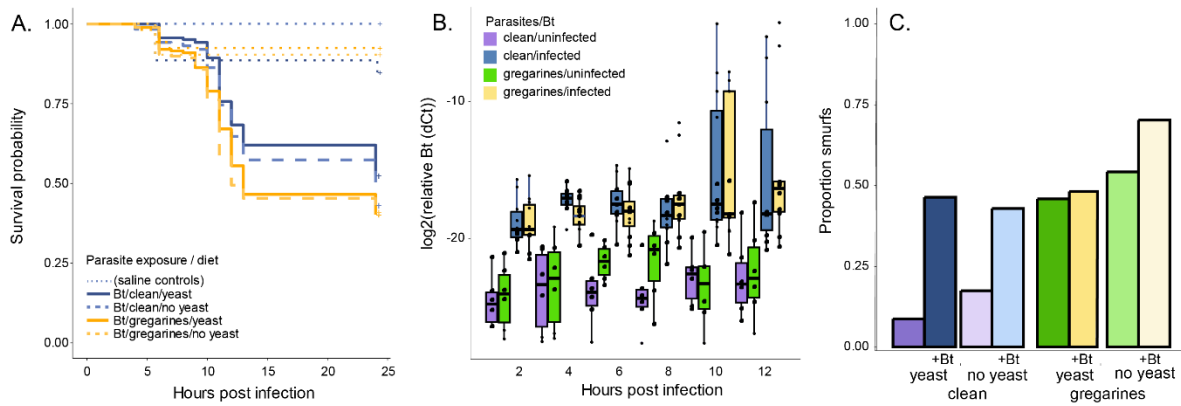 A.
Survival probability
1.00
0.75
0.50
0.25
0.00
Parasite exposure / diet
(saline controls)
Bt/clean/yeast
Bt/clean/no yeast
Bt/gregarines/yeast
Bt/gregarines/no yeast
0 5 10 15 20 25
Hours post infection
B.
log2(relative Bt (dCt))
-10
-20
Parasites/Bt
clean/uninfected
clean/infected
gregarines/uninfected
gregarines/infected
2 4 6 8 10 12
Hours post infection
C.
Proportion smurfs
1.00
0.75
0.50
0.25
0.00
+Bt +Bt +Bt +Bt
yeast no yeast yeast no yeast
clean gregarines